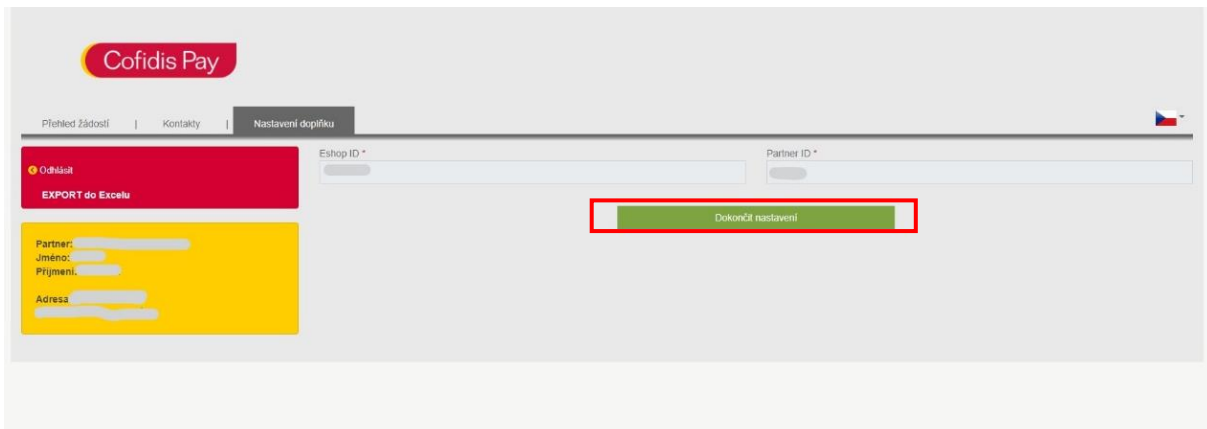 Cofidis Pay
Přehled žádostí | Kontakty | Nastavení doplňku
Eshop ID *
Partner ID *
Odhlásit
EXPORT do Excelu
Dokončit nastavení
Partner:
Jméno:
Příjmení:
Adresa